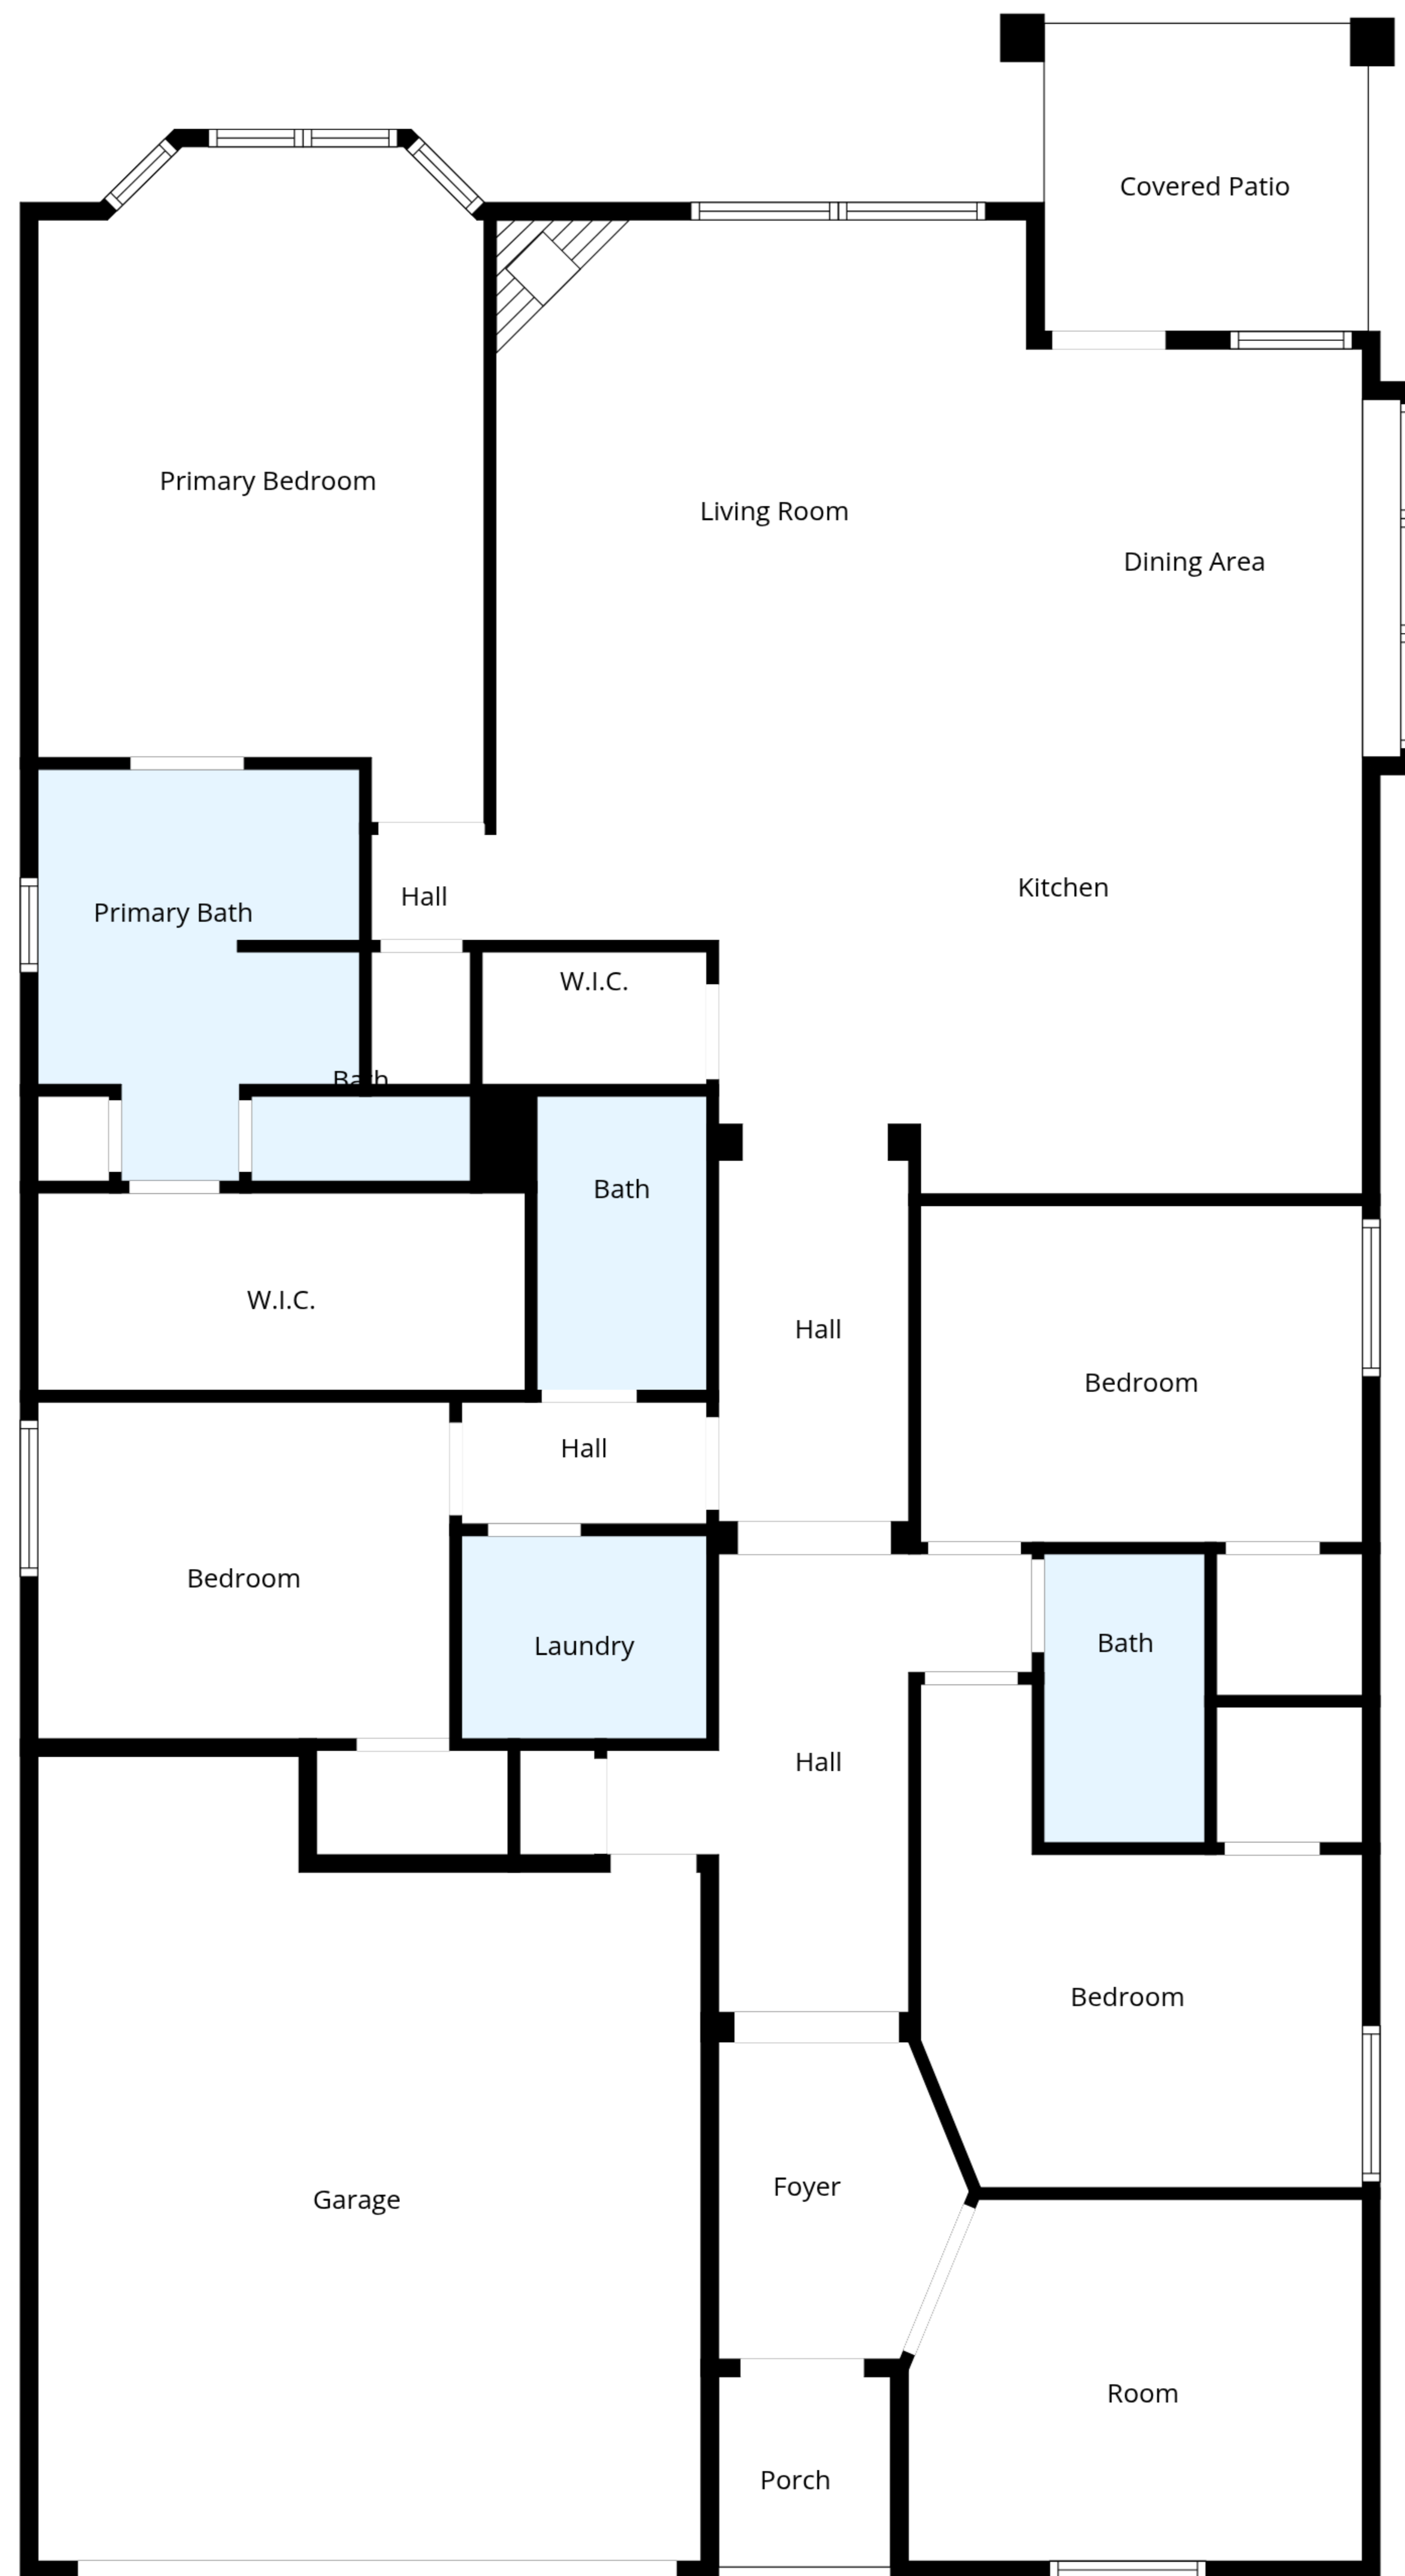 Covered Patio
Primary Bedroom
Living Room
Dining Area
Kitchen
Hall
Primary Bath
W.I.C.
Bath
Bath
W.I.C.
Hall
Bedroom
Hall
Bedroom
Laundry
Bath
Hall
Bedroom
Foyer
Garage
Room
Porch